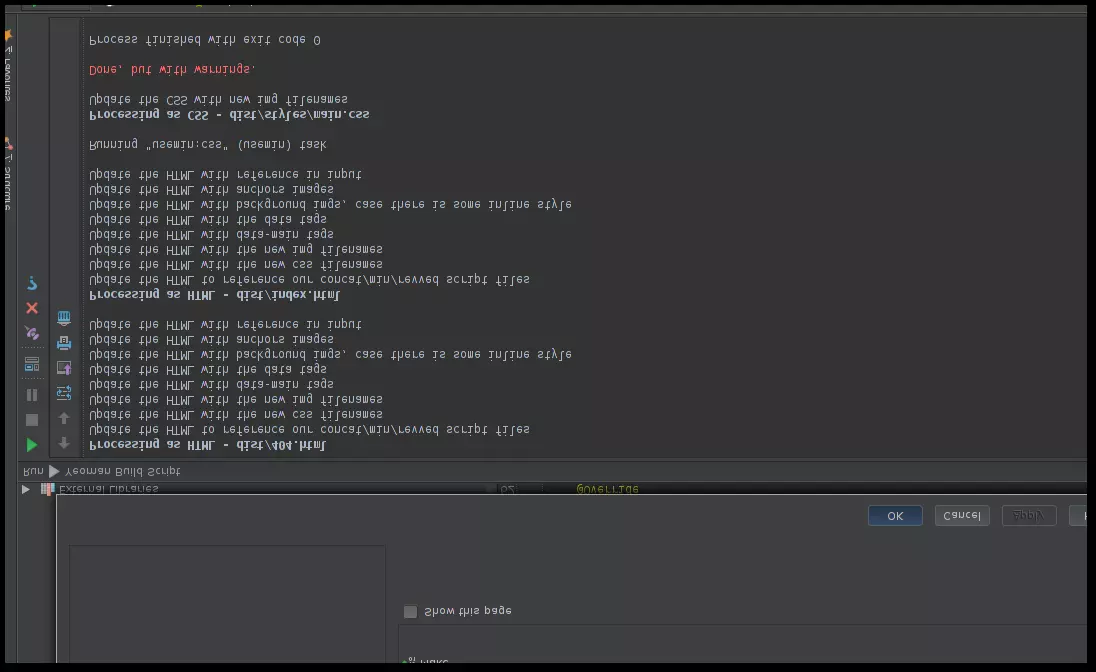 Make
Show this page
OK Cancel Apply
External Libraries 62 @Override
Run Yeoman Build Script
Processing as HTML - dist/404.html
Update the HTML to reference our concat/min/revved script files
Update the HTML with the new css filenames
Update the HTML with the new img filenames
Update the HTML with data-main tags
Update the HTML with the data tags
Update the HTML with background imgs, case there is some inline style
Update the HTML with anchors images
Update the HTML with reference in input
Processing as HTML - dist/index.html
Update the HTML to reference our concat/min/revved script files
Update the HTML with the new css filenames
Update the HTML with the new img filenames
Update the HTML with data-main tags
Update the HTML with the data tags
Update the HTML with background imgs, case there is some inline style
Update the HTML with anchors images
Update the HTML with reference in input
Running "usemin:css" (usemin) task
Processing as CSS - dist/styles/main.css
Update the CSS with new img filenames
Done, but with warnings.
Process finished with exit code 0